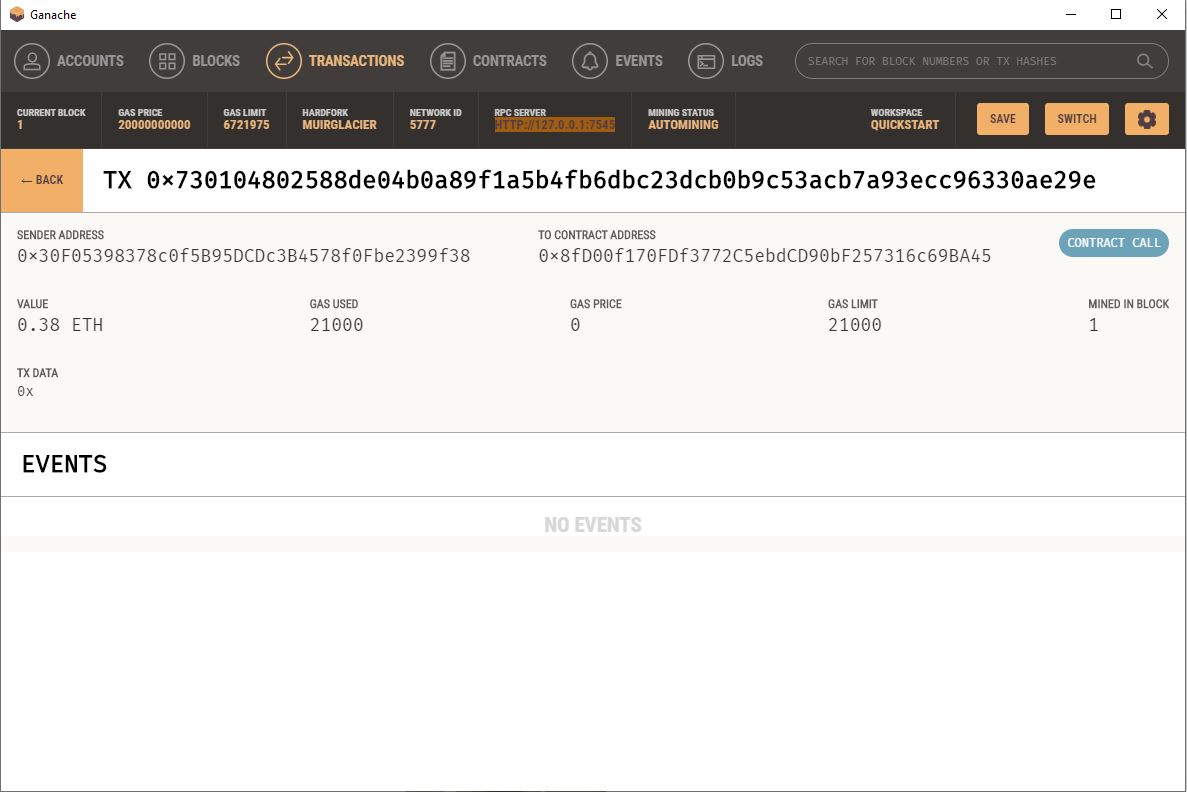 Ganache
ACCOUNTS BLOCKS TRANSACTIONS CONTRACTS EVENTS LOGS SEARCH FOR BLOCK NUMBERS OR TX HASHES
CURRENT BLOCK GAS PRICE GAS LIMIT HARDFORK NETWORK ID RPC SERVER MINING STATUS WORKSPACE
1 20000000000 6721975 MUIRGLACIER 5777 HTTP://127.0.0.1:7545 AUTOMINING QUICKSTART SAVE SWITCH
← BACK TX 0×730104802588de04b0a89f1a5b4fb6dbc23dcb0b9c53acb7a93ecc96330ae29e
SENDER ADDRESS TO CONTRACT ADDRESS
0×30F05398378c0f5B95DCDc3B4578f0Fbe2399f38 0×8fD00f170FDf3772C5ebdCD90bF257316c69BA45 CONTRACT CALL
VALUE GAS USED GAS PRICE GAS LIMIT MINED IN BLOCK
0.38 ETH 21000 0 21000 1
TX DATA
0x
EVENTS
NO EVENTS